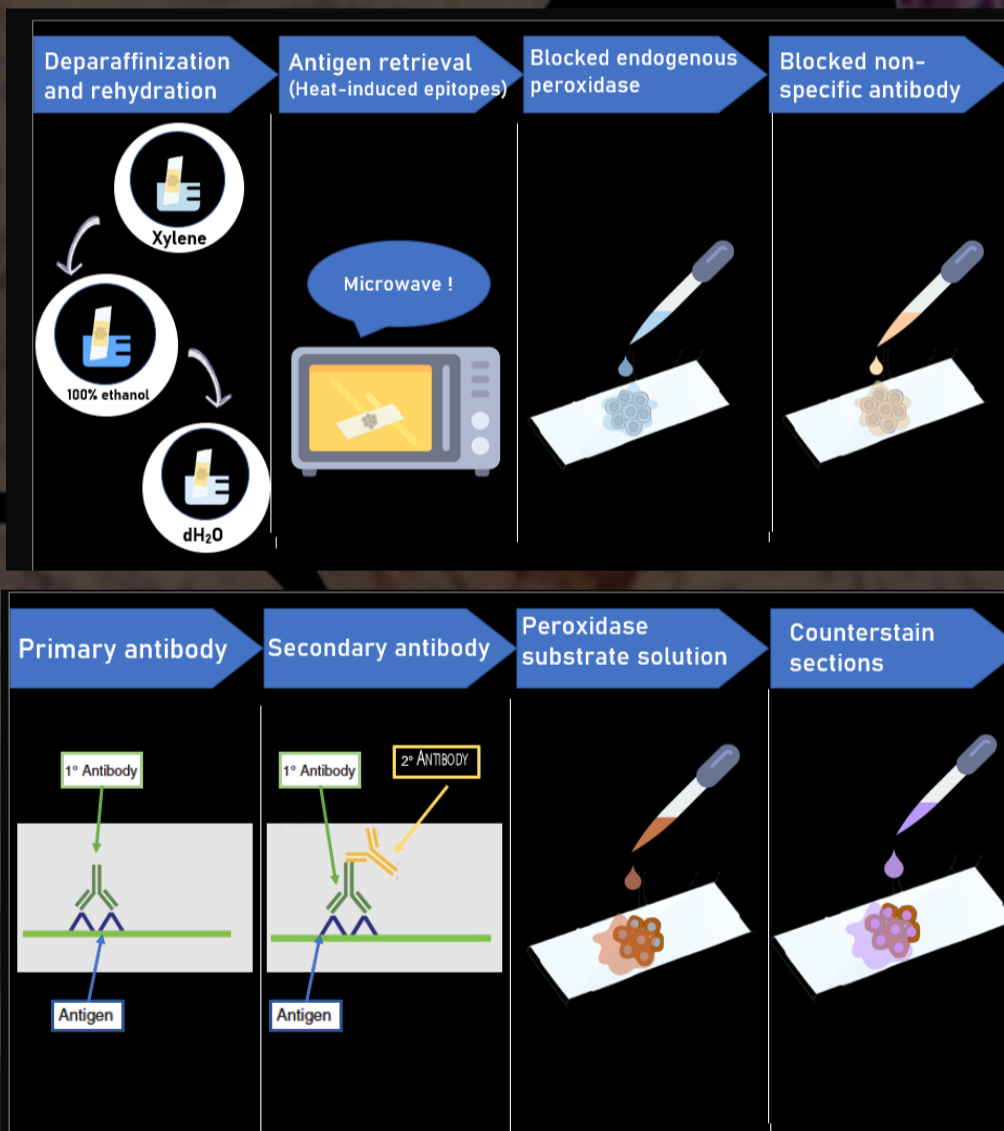 Deparaffinization
and rehydration
Antigen retrieval
(Heat-induced epitopes)
Blocked endogenous
peroxidase
Blocked non-
specific antibody
Xylene
100% ethanol
dH₂O
Microwave !
Primary antibody
Secondary antibody
Peroxidase
substrate solution
Counterstain
sections
1° Antibody
Antigen
1° Antibody
2° ANTIBODY
Antigen